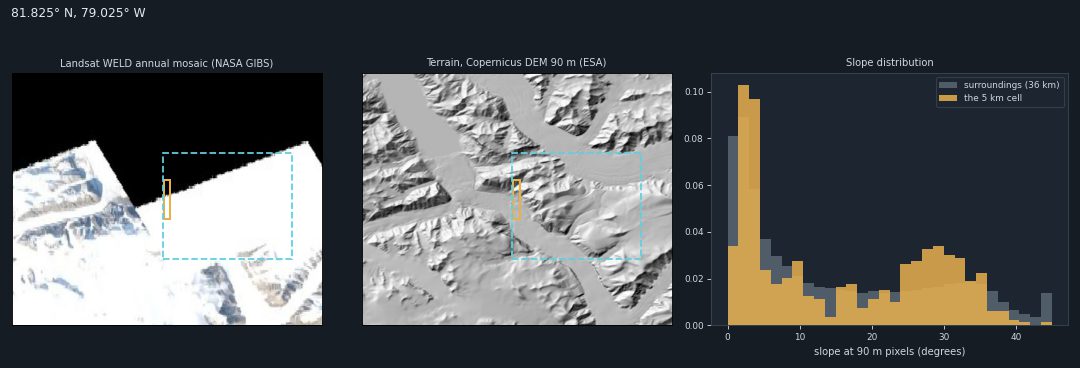 81.825° N, 79.025° W
Landsat WELD annual mosaic (NASA GIBS)
Terrain, Copernicus DEM 90 m (ESA)
Slope distribution
surroundings (36 km)
the 5 km cell
0.10
0.08
0.06
0.04
0.02
0.00
0 10 20 30 40
slope at 90 m pixels (degrees)